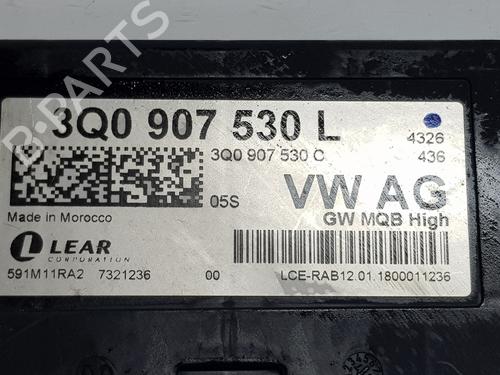 B-PARTS
3Q0 907 530 L
4326
3Q0 907 530 C
436
05S
VW AG
Made in Morocco
GW MQB High
LEAR
CORPORATION
591M11RA2 7321236 00 LCE-RAB12.01.1800011236